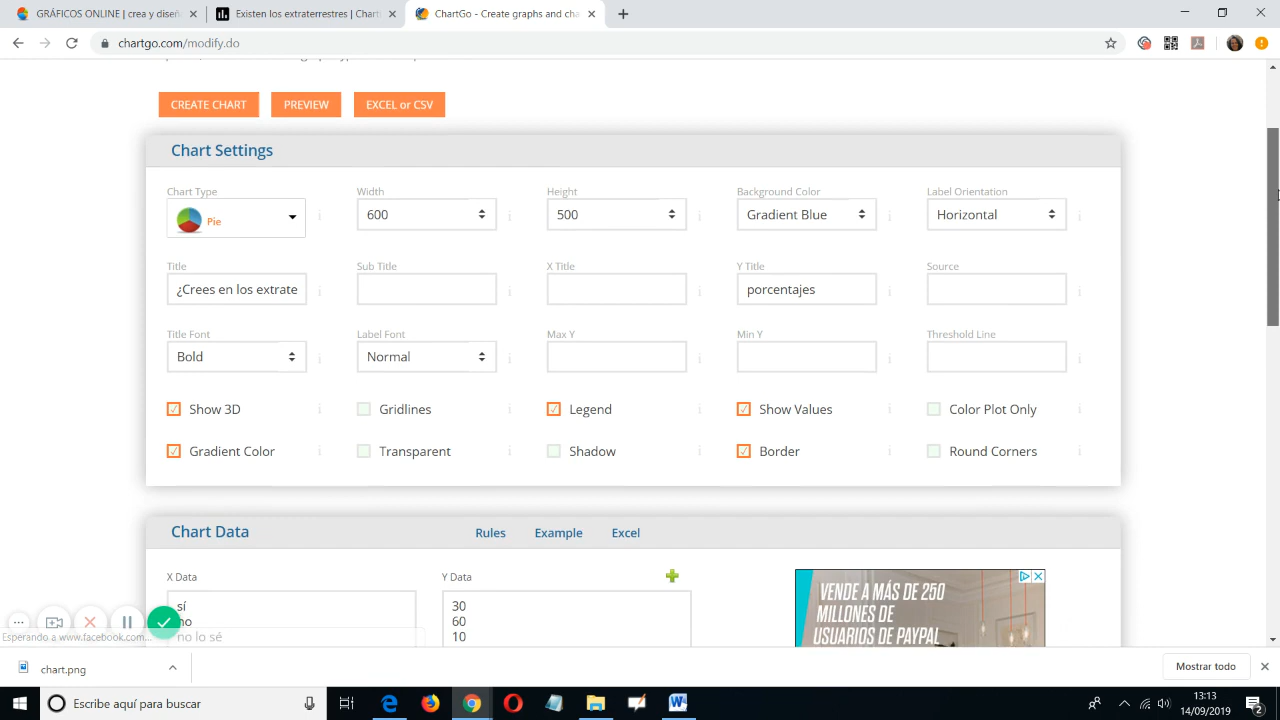 GRÁFICOS ONLINE | crea y diseñ
Existen los extraterrestres | Chart
ChartGo - Create graphs and cha
chartgo.com/modify.do
CREATE CHART
PREVIEW
EXCEL or CSV
Chart Settings
Chart Type
Width
Height
Background Color
Label Orientation
Pie
600
500
Gradient Blue
Horizontal
Title
Sub Title
X Title
Y Title
Source
¿Crees en los extrate
porcentajes
Title Font
Label Font
Max Y
Min Y
Threshold Line
Bold
Normal
Show 3D
Gridlines
Legend
Show Values
Color Plot Only
Gradient Color
Transparent
Shadow
Border
Round Corners
Chart Data
Rules
Example
Excel
X Data
Y Data
sí
no
no lo sé
30
60
10
VENDE A MÁS DE 250
MILLONES DE
USUARIOS DE PAYPAL
Esperando a www.facebook.com...
chart.png
Mostrar todo
Escribe aquí para buscar
13:13
14/09/2019
2